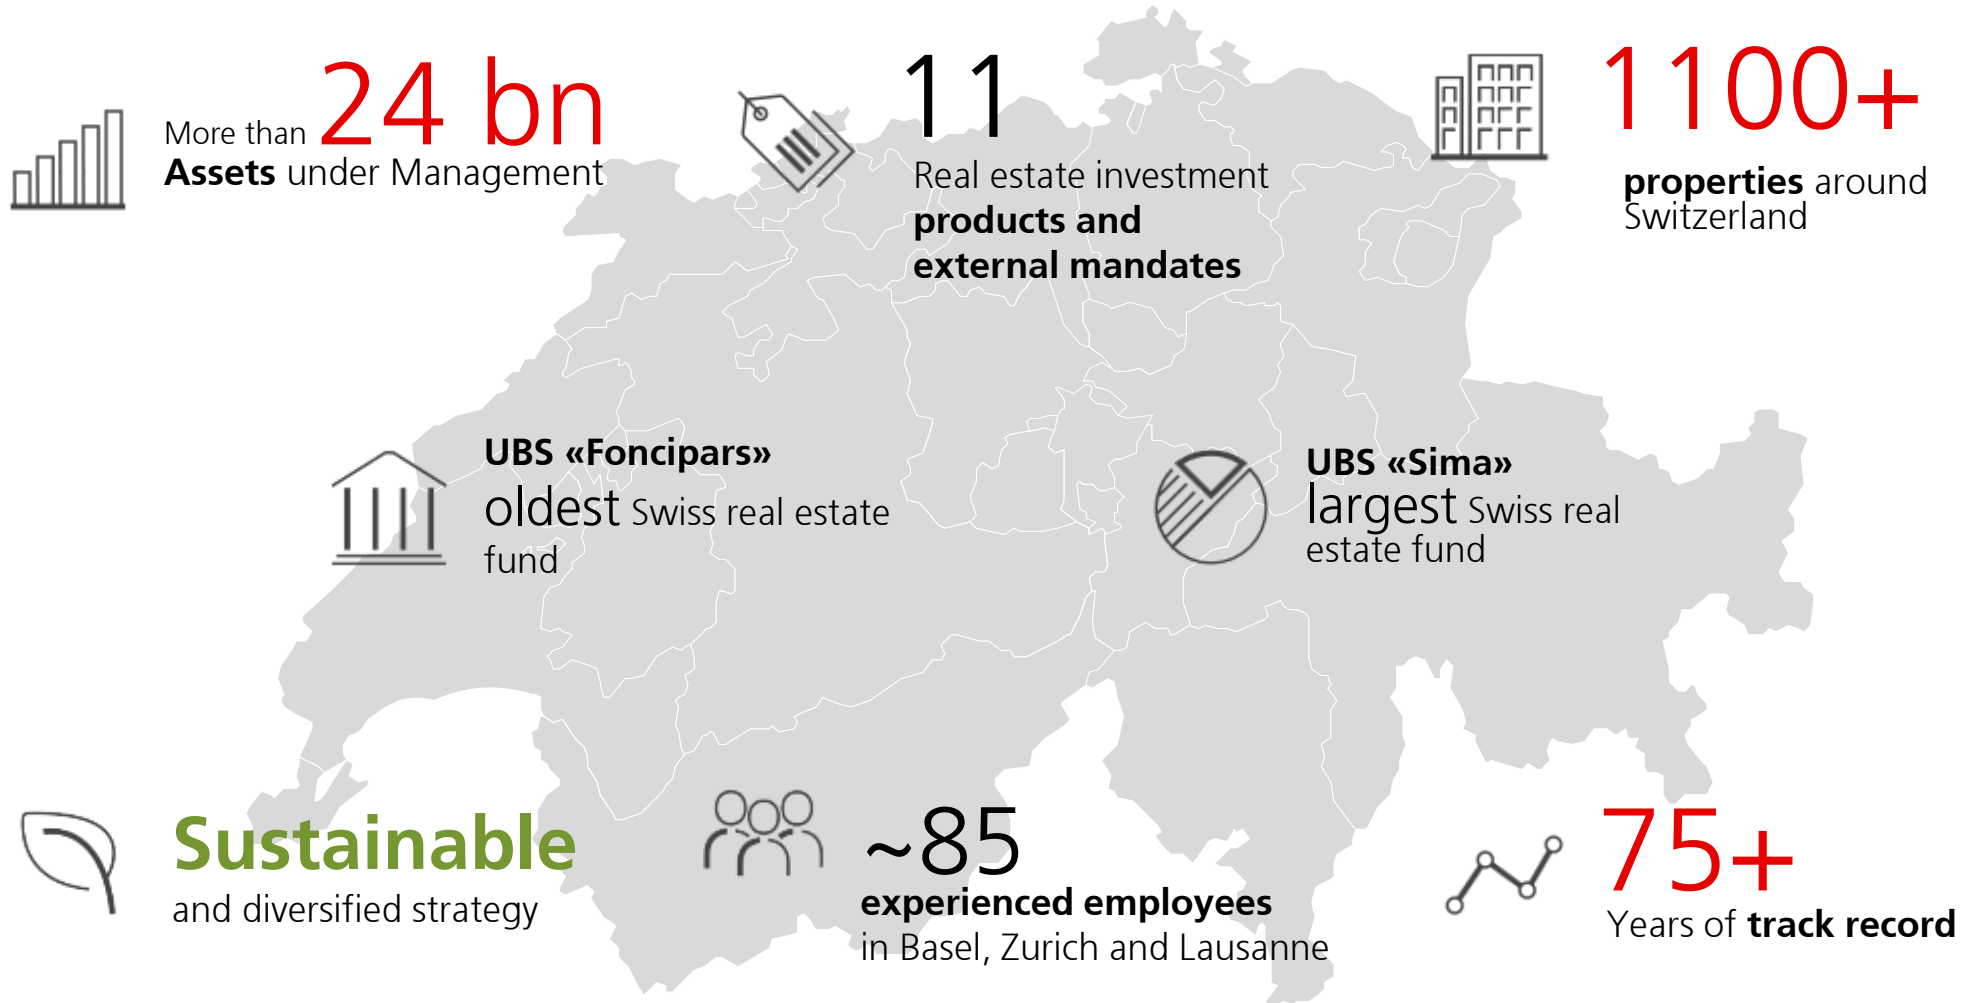 More than 24 bn
Assets under Management
11
Real estate investment
products and
external mandates
1100+
properties around
Switzerland
UBS «Foncipars»
oldest Swiss real estate
fund
UBS «Sima»
largest Swiss real
estate fund
Sustainable
and diversified strategy
~85
experienced employees
in Basel, Zurich and Lausanne
75+
Years of track record